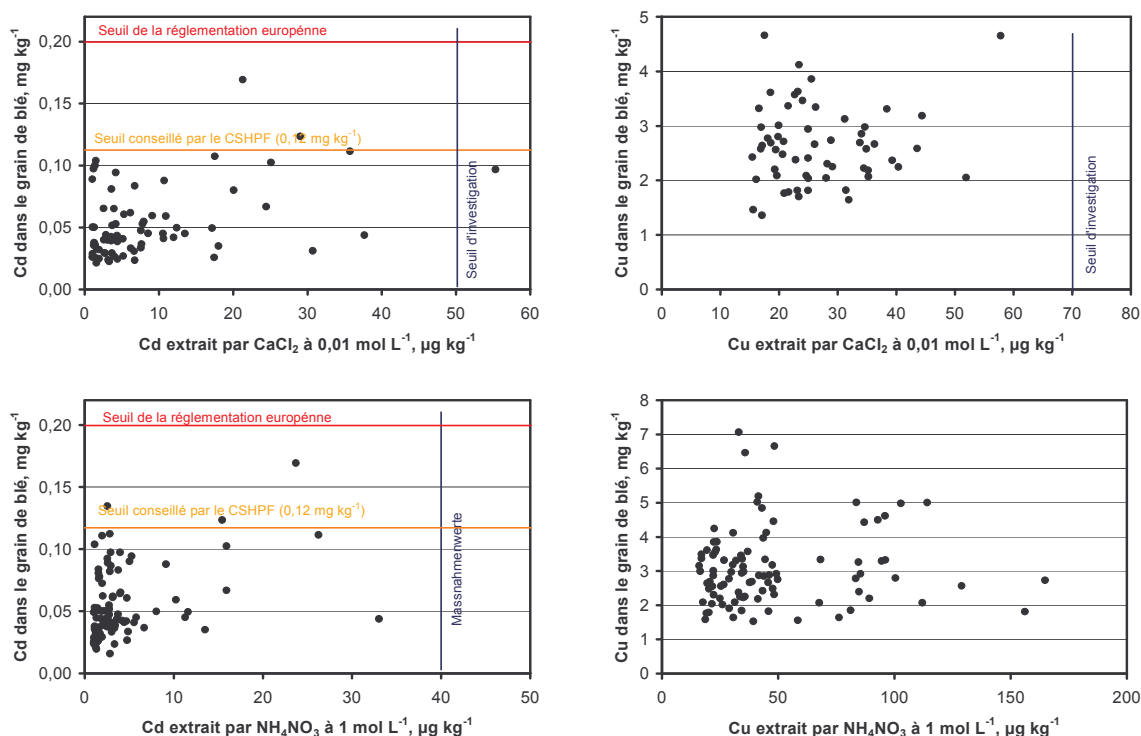 Cd dans le grain de blé, mg kg⁻¹
0,20
0,15
0,10
0,05
0,00
Seuil de la réglementation europénne
Seuil conseillé par le CSHPF (0,12 mg kg⁻¹)
Seuil d'investigation
0 10 20 30 40 50 60
Cd extrait par CaCl₂ à 0,01 mol L⁻¹, µg kg⁻¹
Cu dans le grain de blé, mg kg⁻¹
5
4
3
2
1
0
Seuil d'investigation
0 10 20 30 40 50 60 70 80
Cu extrait par CaCl₂ à 0,01 mol L⁻¹, µg kg⁻¹
Cd dans le grain de blé, mg kg⁻¹
0,20
0,15
0,10
0,05
0,00
Seuil de la réglementation europénne
Seuil conseillé par le CSHPF (0,12 mg kg⁻¹)
Massnahmenwerte
0 10 20 30 40 50
Cd extrait par NH₄NO₃ à 1 mol L⁻¹, µg kg⁻¹
Cu dans le grain de blé, mg kg⁻¹
8
7
6
5
4
3
2
1
0
0 50 100 150 200
Cu extrait par NH₄NO₃ à 1 mol L⁻¹, µg kg⁻¹